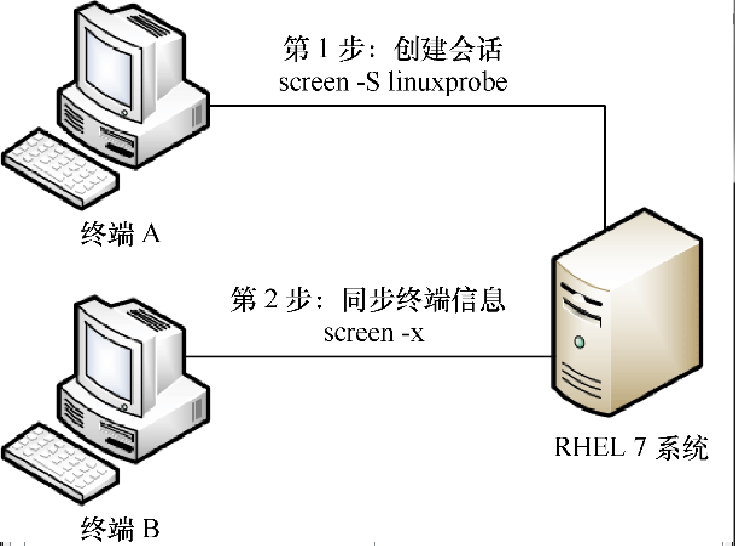 第 1 步：创建会话
screen -S linuxprobe
终端 A
第 2 步：同步终端信息
screen -x
RHEL 7 系统
终端 B